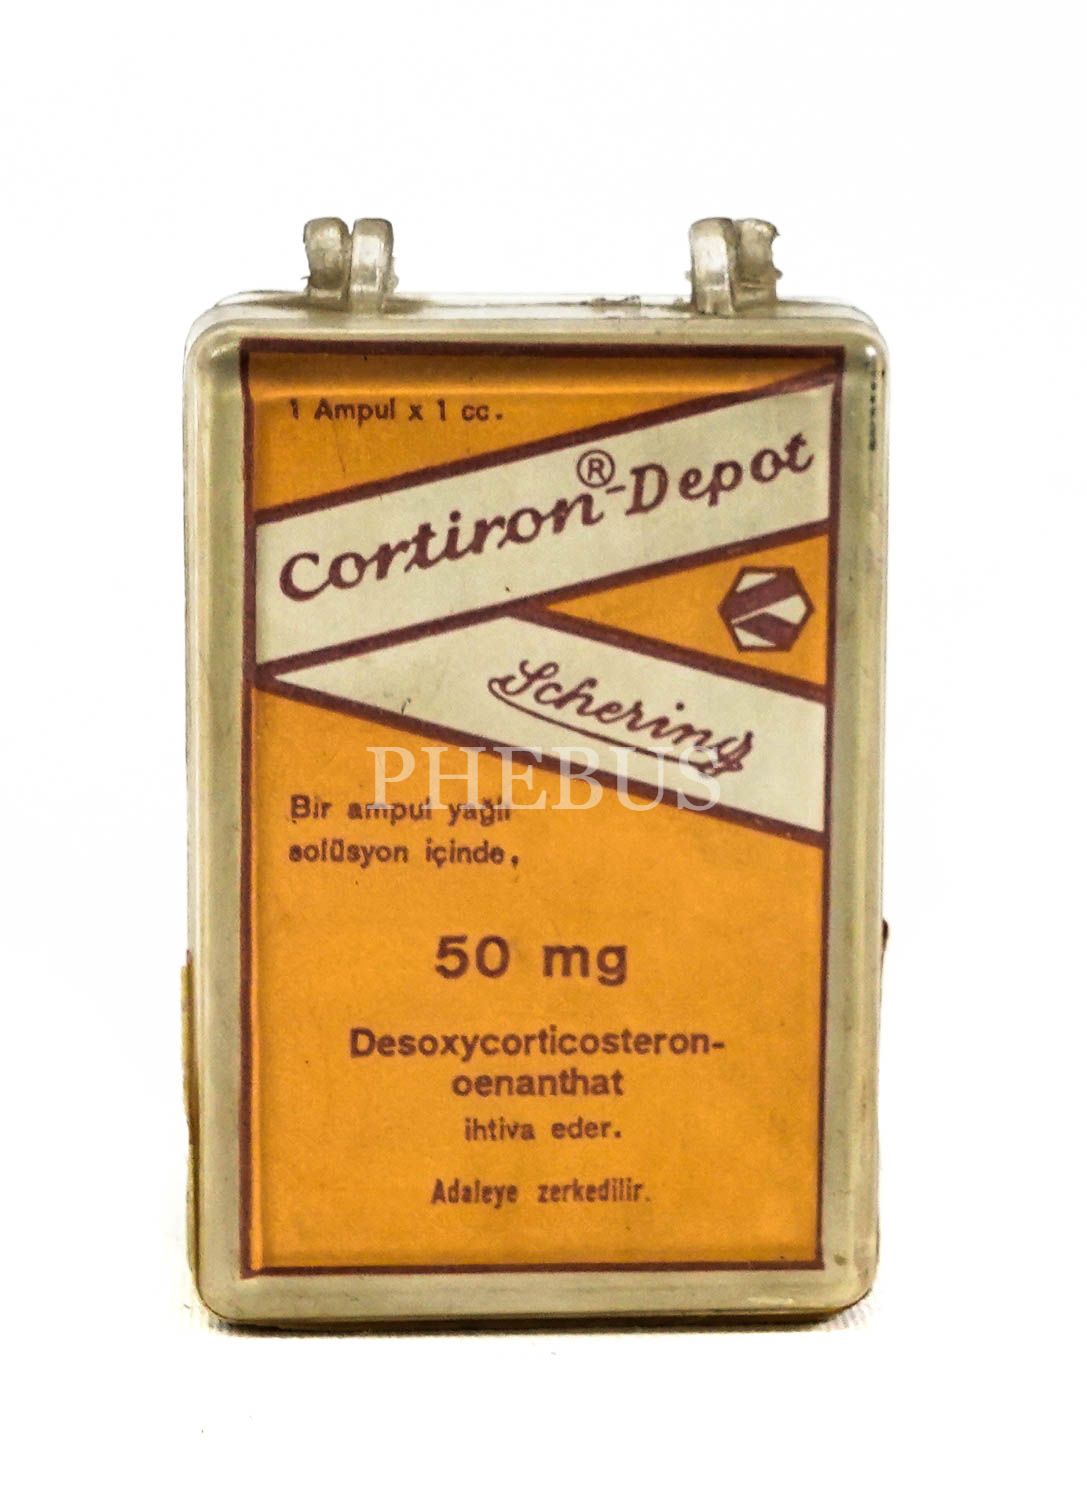 1 Ampul x 1 cc.
Cortiron®-Depot
Schering
PHEBUS
Bir ampul yağlı
solüsyon içinde,
50 mg
Desoxycorticosteron-
oenanthat
ihtiva eder.
Adaleye zerkedilir.